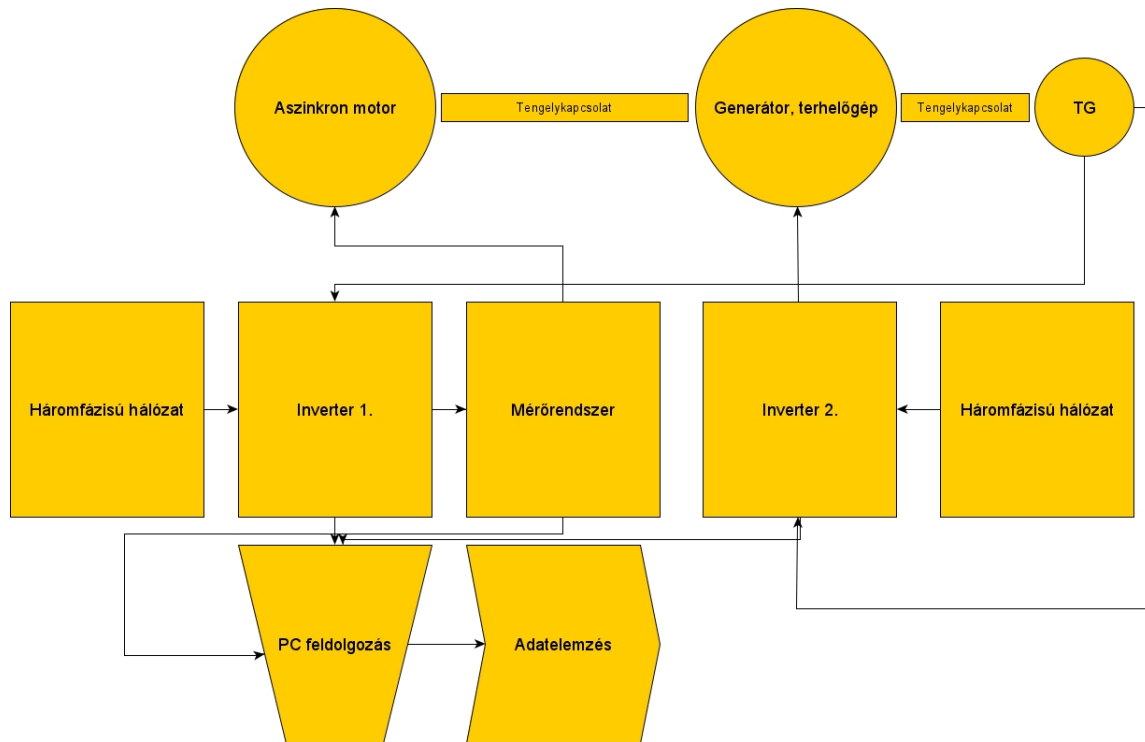 Aszinkron motor
Tengelykapcsolat
Generátor, terhelőgép
Tengelykapcsolat
TG
Háromfázisú hálózat
Inverter 1.
Mérőrendszer
Inverter 2.
Háromfázisú hálózat
PC feldolgozás
Adatelemzés